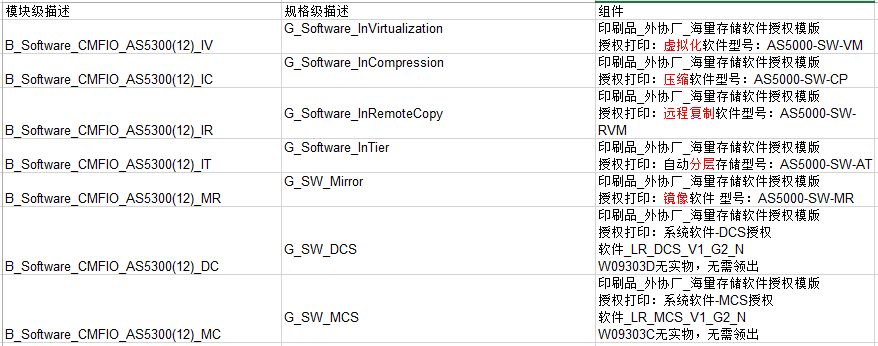 模块级描述 规格级描述 组件
B_Software_CMFIO_AS5300(12)_IV G_Software_InVirtualization 印刷品_外协厂_海量存储软件授权模版
授权打印：虚拟化软件型号：AS5000-SW-VM
B_Software_CMFIO_AS5300(12)_IC G_Software_InCompression 印刷品_外协厂_海量存储软件授权模版
授权打印：压缩软件型号：AS5000-SW-CP
B_Software_CMFIO_AS5300(12)_IR G_Software_InRemoteCopy 印刷品_外协厂_海量存储软件授权模版
授权打印：远程复制软件型号：AS5000-SW-
RVM
B_Software_CMFIO_AS5300(12)_IT G_Software_InTier 印刷品_外协厂_海量存储软件授权模版
授权打印：自动分层存储型号：AS5000-SW-AT
B_Software_CMFIO_AS5300(12)_MR G_SW_Mirror 印刷品_外协厂_海量存储软件授权模版
授权打印：镜像软件 型号：AS5000-SW-MR
B_Software_CMFIO_AS5300(12)_DC G_SW_DCS 印刷品_外协厂_海量存储软件授权模版
授权打印：系统软件-DCS授权
软件_LR_DCS_V1_G2_N
W09303D无实物，无需领出
B_Software_CMFIO_AS5300(12)_MC G_SW_MCS 印刷品_外协厂_海量存储软件授权模版
授权打印：系统软件-MCS授权
软件_LR_MCS_V1_G2_N
W09303C无实物，无需领出